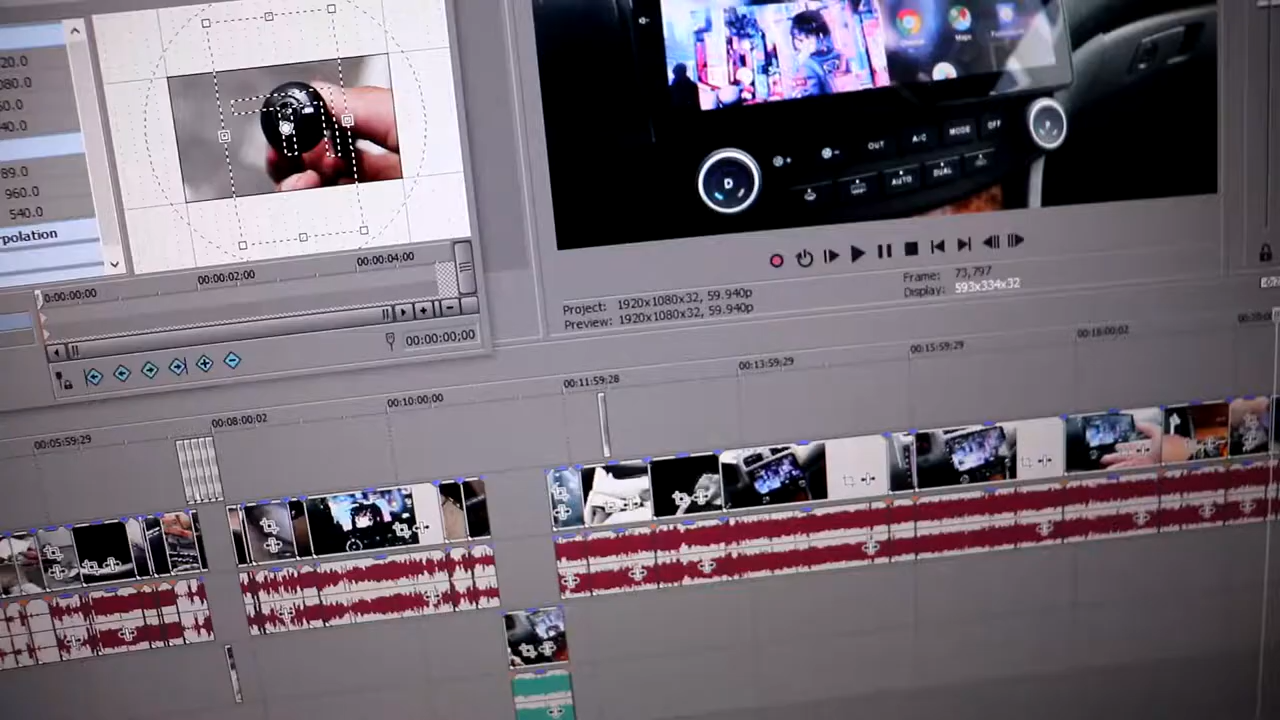 20.0
080.0
60.0
40.0
89.0
960.0
540.0
rpolation
0:00:00;00
00:00:02;00
00:00:04;00
00:00:00;00
Chrome
Maps
OUT
A/C
MODE
OFF
AUTO
DUAL
D
Project: 1920x1080x32, 59.940p
Preview: 1920x1080x32, 59.940p
Frame: 73,797
Display: 593x334x32
00:05:59;29
00:08:00;02
00:10:00;00
00:11:59;28
00:13:59;29
00:15:59;29
00:18:00;02